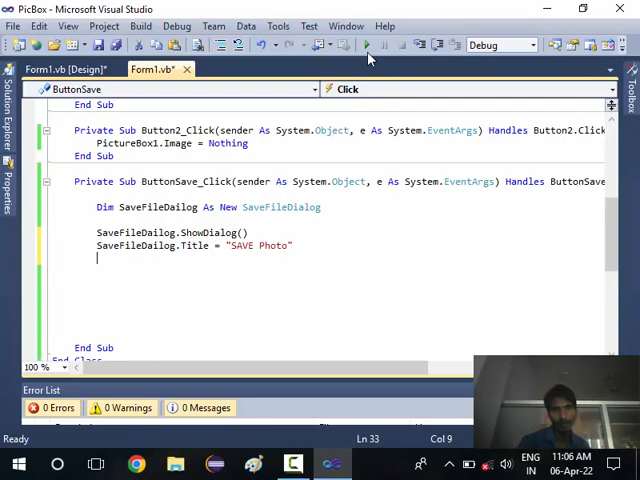 PicBox - Microsoft Visual Studio
File Edit View Project Build Debug Team Data Tools Test Window Help
Debug
Form1.vb [Design]* Form1.vb*
ButtonSave Click
End Sub
Private Sub Button2_Click(sender As System.Object, e As System.EventArgs) Handles Button2.Click
PictureBox1.Image = Nothing
End Sub
Private Sub ButtonSave_Click(sender As System.Object, e As System.EventArgs) Handles ButtonSave
Dim SaveFileDailog As New SaveFileDialog
SaveFileDailog.ShowDialog()
SaveFileDailog.Title = "SAVE Photo"
End Sub
End Class
100 %
Error List
0 Errors 0 Warnings 0 Messages
Ready Ln 33 Col 9
Solution Explorer
Properties
Toolbox
ENG 11:06 AM
IN 06-Apr-22